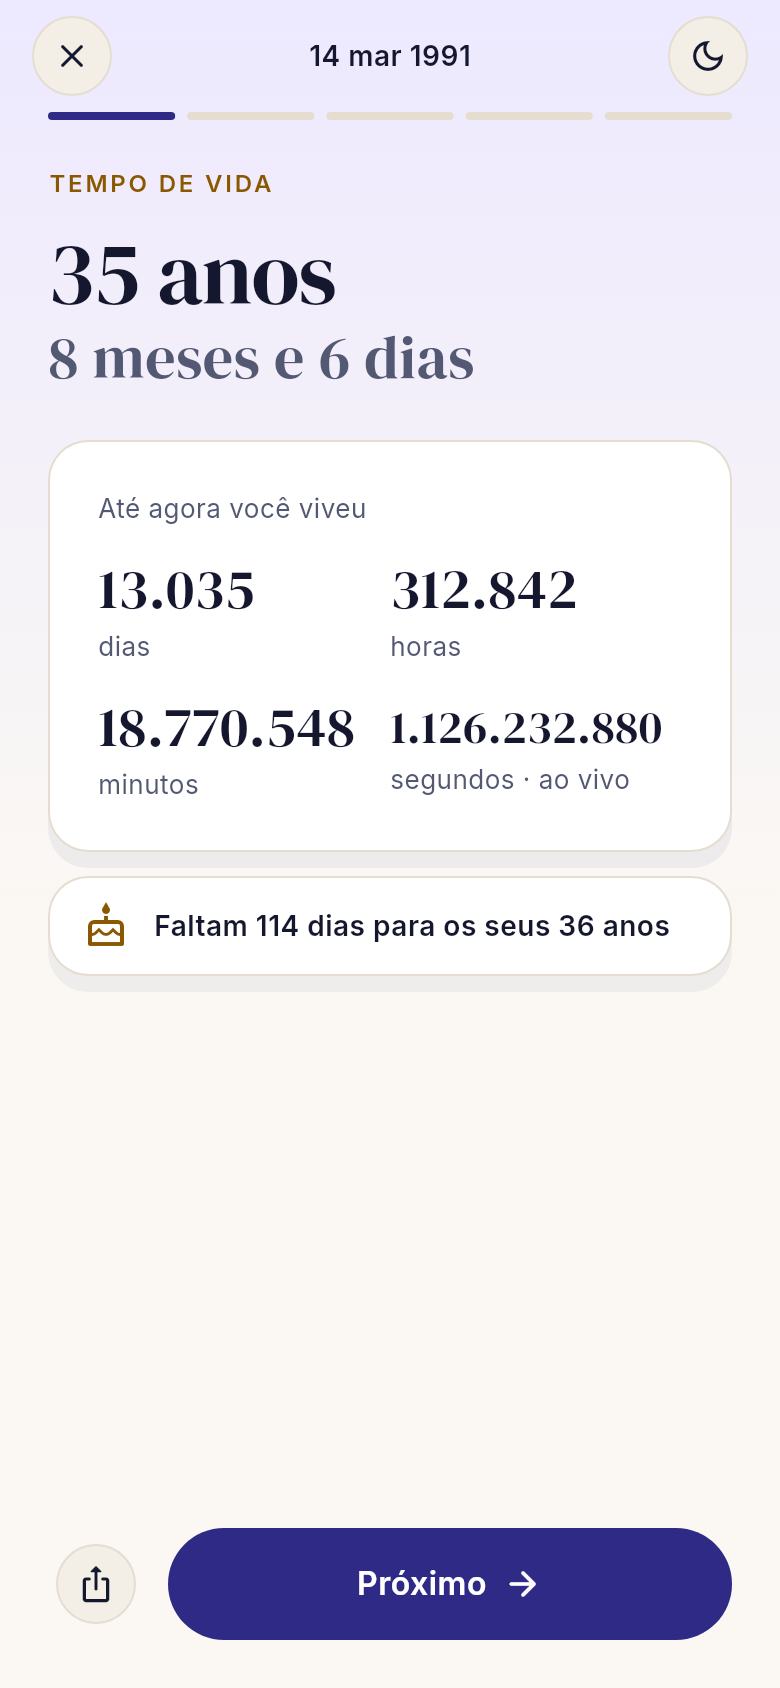 14 mar 1991
TEMPO DE VIDA
35 anos
8 meses e 6 dias
Até agora você viveu
13.035
dias
312.842
horas
18.770.548
minutos
1.126.232.880
segundos · ao vivo
Faltam 114 dias para os seus 36 anos
Próximo